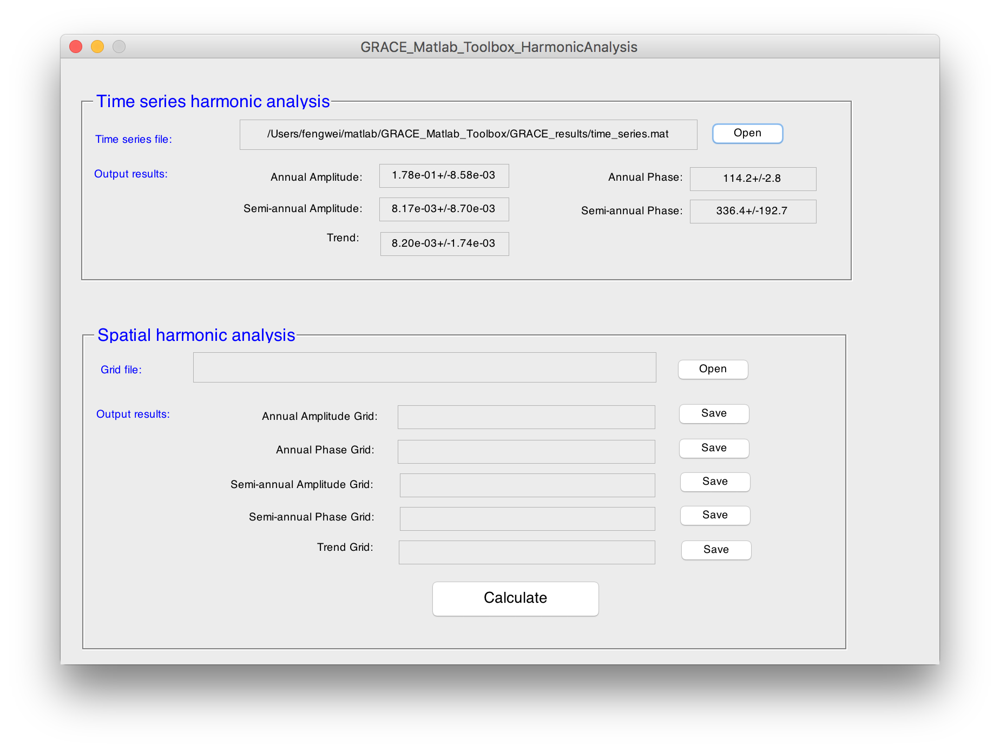 GRACE_Matlab_Toolbox_HarmonicAnalysis
Time series harmonic analysis
Time series file: /Users/fengwei/matlab/GRACE_Matlab_Toolbox/GRACE_results/time_series.mat Open
Output results: Annual Amplitude: 1.78e-01+/-8.58e-03 Annual Phase: 114.2+/-2.8
Semi-annual Amplitude: 8.17e-03+/-8.70e-03 Semi-annual Phase: 336.4+/-192.7
Trend: 8.20e-03+/-1.74e-03
Spatial harmonic analysis
Grid file: Open
Output results: Annual Amplitude Grid: Save
Annual Phase Grid: Save
Semi-annual Amplitude Grid: Save
Semi-annual Phase Grid: Save
Trend Grid: Save
Calculate